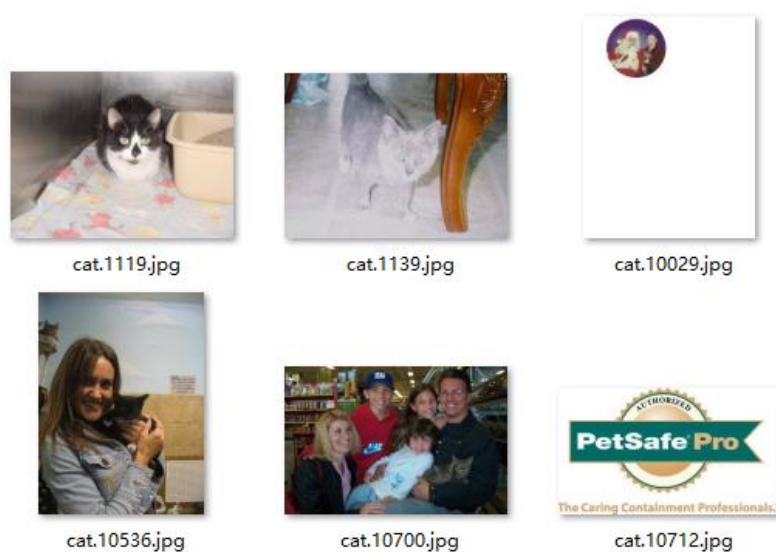 cat.1119.jpg
cat.1139.jpg
cat.10029.jpg
AUTHORIZED
PetSafe Pro
The Caring Containment Professionals.
cat.10536.jpg
cat.10700.jpg
cat.10712.jpg